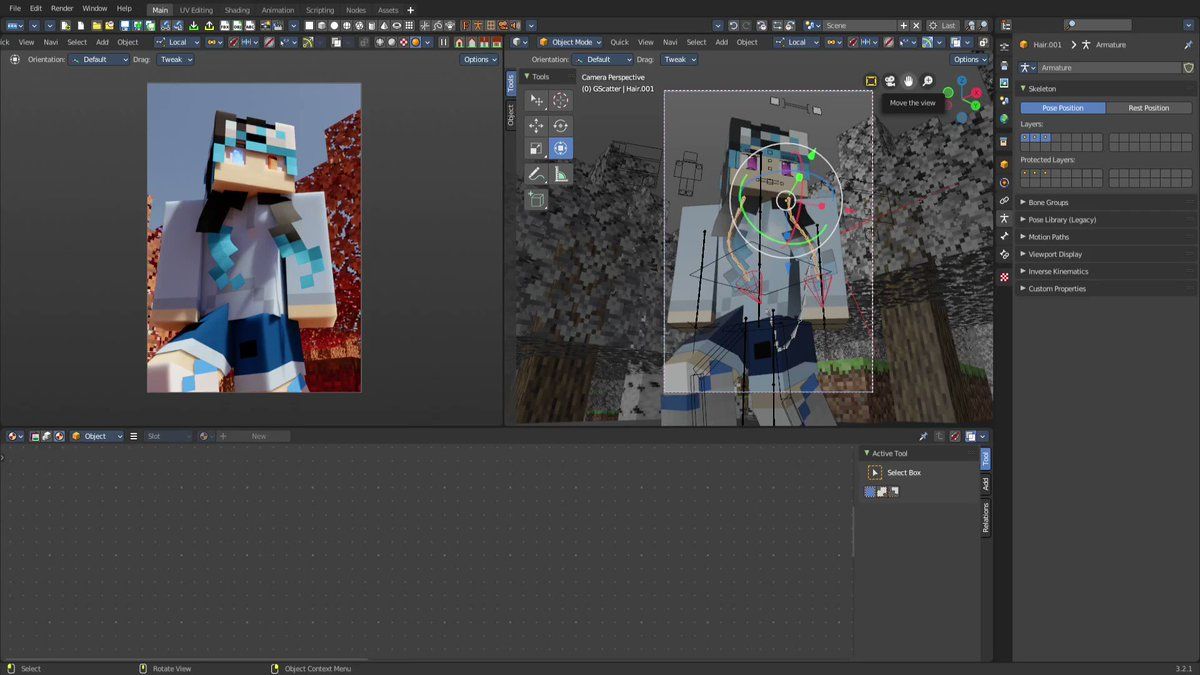 File Edit Render Window Help Main UV Editing Shading Animation Scripting Nodes Assets +
Scene Last
ck View Navi Select Add Object Local Object Mode Quick View Navi Select Add Object Local
Orientation: Default Drag: Tweak Options Orientation: Default Drag: Tweak Options
Tools
Object
Tools
Camera Perspective
(0) GScatter | Hair.001
Move the view
Z
X
Y
Hair.001 Armature
Armature
Skeleton
Pose Position Rest Position
Layers:
Protected Layers:
Bone Groups
Pose Library (Legacy)
Motion Paths
Viewport Display
Inverse Kinematics
Custom Properties
Object Slot New
Active Tool
Select Box
Tool
Add
Relations
Select Rotate View Object Context Menu 3.2.1